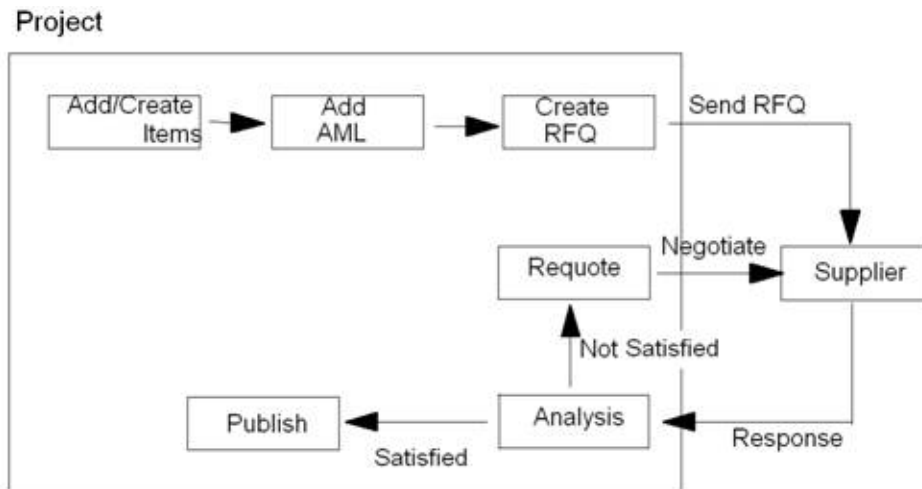 Project
Add/Create
Items
Add
AML
Create
RFQ
Send RFQ
Requote
Negotiate
Supplier
Not Satisfied
Publish
Satisfied
Analysis
Response